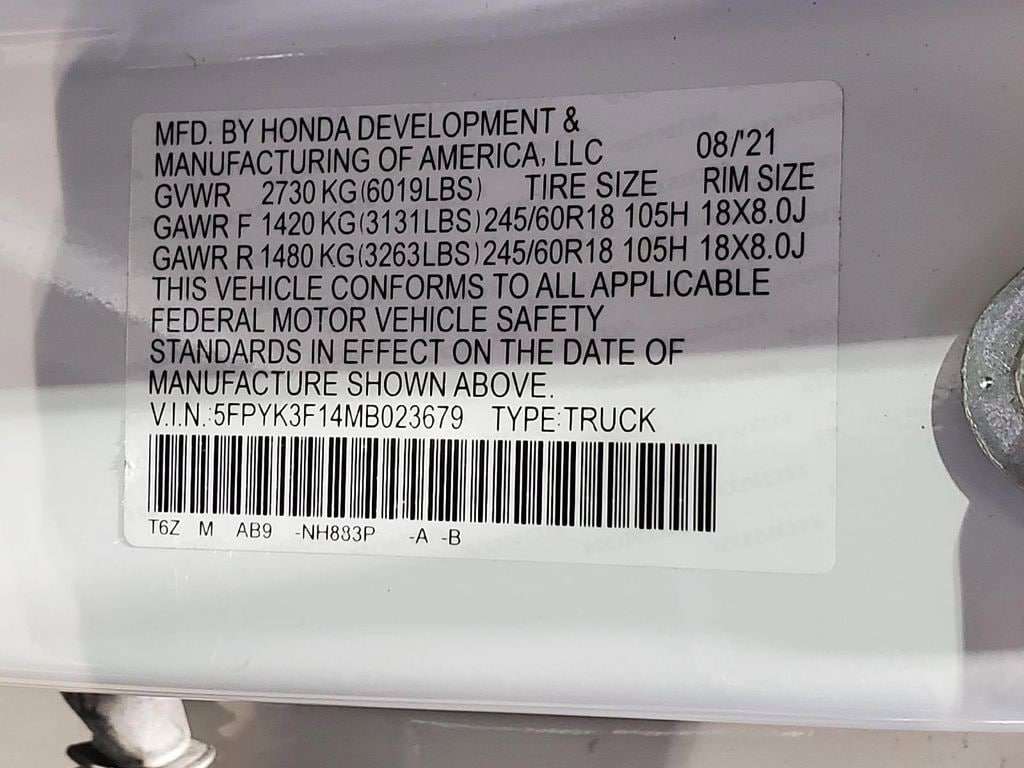 MFD. BY HONDA DEVELOPMENT &
MANUFACTURING OF AMERICA, LLC 08/'21
GVWR 2730 KG(6019LBS) TIRE SIZE RIM SIZE
GAWR F 1420 KG(3131LBS) 245/60R18 105H 18X8.0J
GAWR R 1480 KG(3263LBS) 245/60R18 105H 18X8.0J
THIS VEHICLE CONFORMS TO ALL APPLICABLE
FEDERAL MOTOR VEHICLE SAFETY
STANDARDS IN EFFECT ON THE DATE OF
MANUFACTURE SHOWN ABOVE.
V.I.N.:5FPYK3F14MB023679 TYPE:TRUCK
T6Z M AB9 -NH883P -A -B